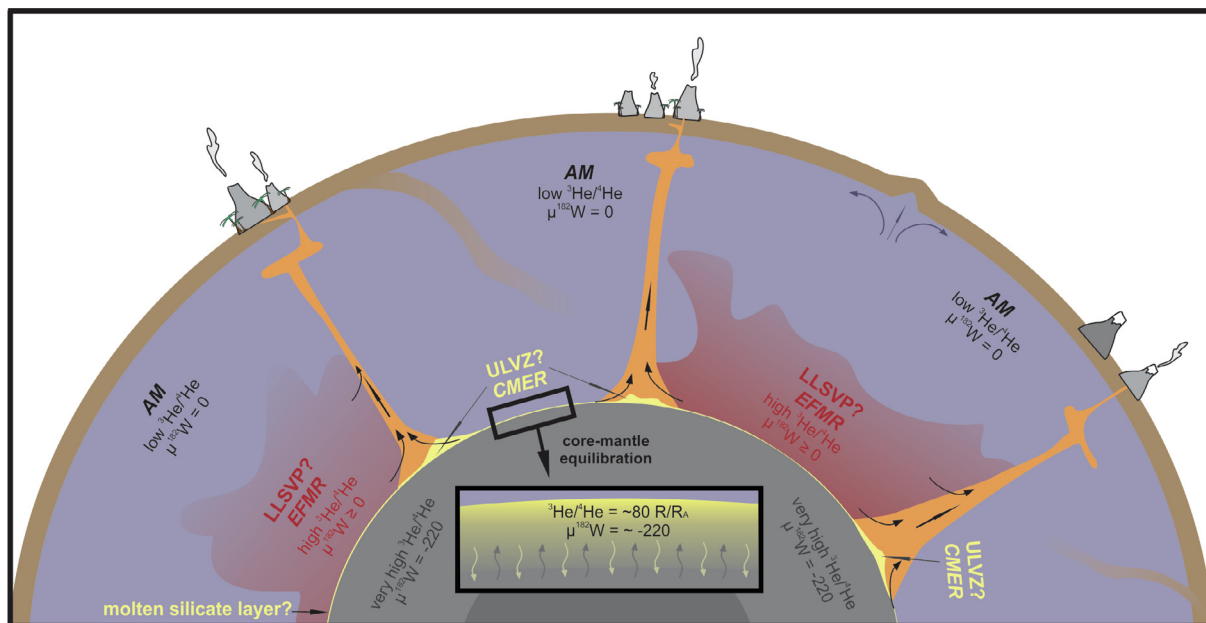 AM
low ³He/⁴He
μ¹⁸²W = 0
AM
low ³He/⁴He
μ¹⁸²W = 0
AM
low ³He/⁴He
μ¹⁸²W = 0
ULVZ?
CMER
LLSVP?
EFMR
high ³He/⁴He
μ¹⁸²W ≥ 0
LLSVP?
EFMR
high ³He/⁴He
μ¹⁸²W ≥ 0
core-mantle
equilibration
very high ³He/⁴He
μ¹⁸²W = -220
³He/⁴He = ~80 R/RA
μ¹⁸²W = ~ -220
very high ³He/⁴He
μ¹⁸²W = -220
ULVZ?
CMER
molten silicate layer?